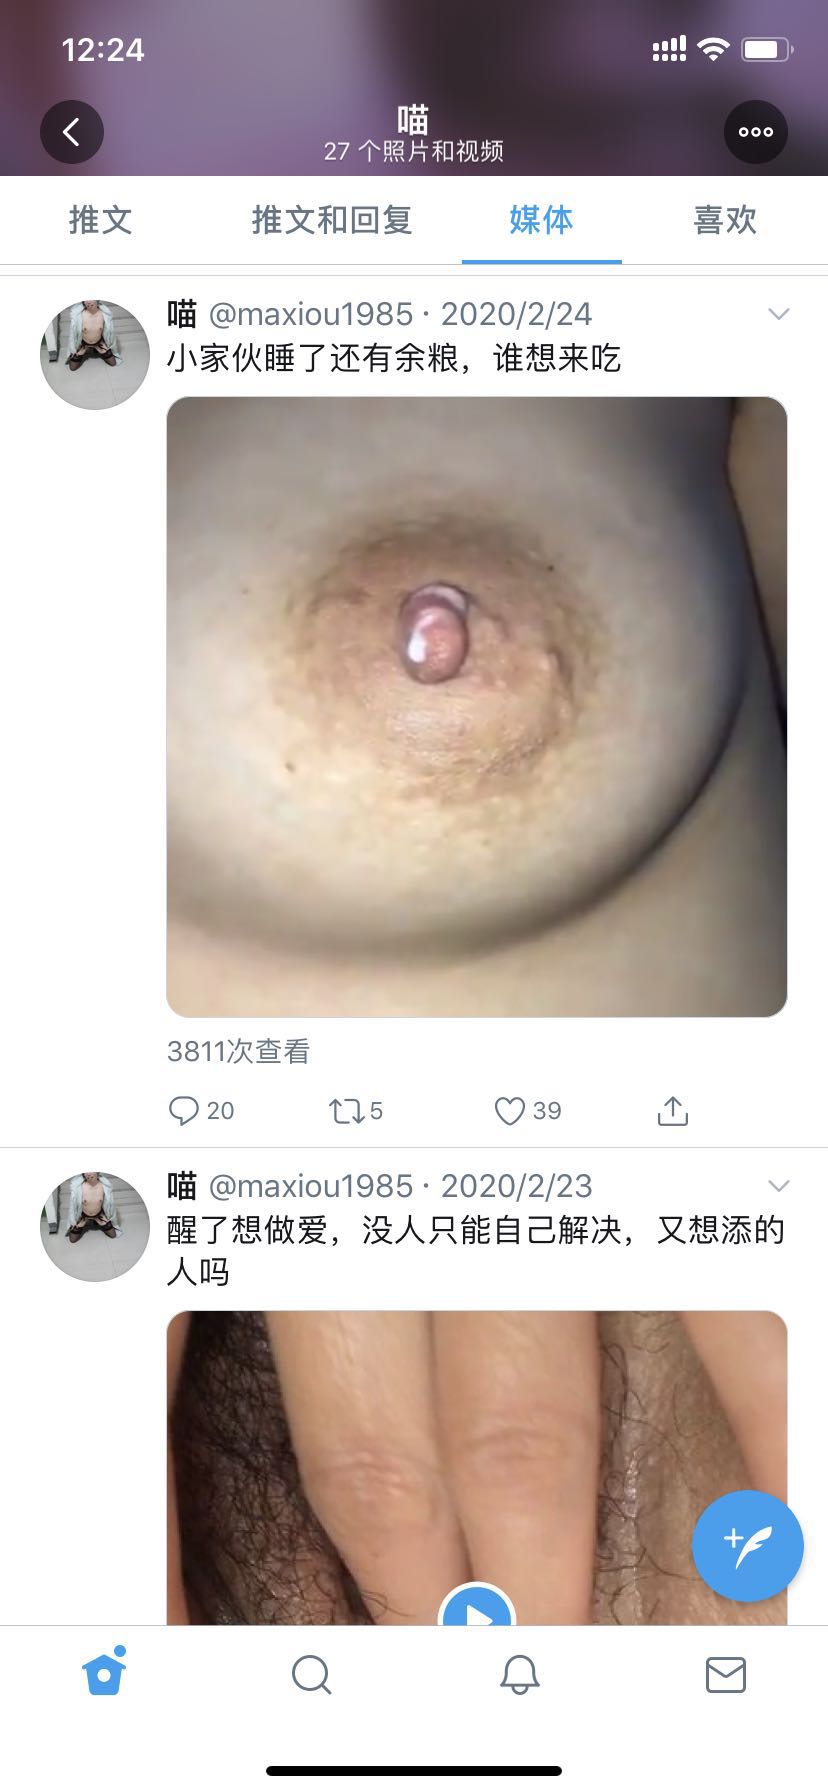 12:24
喵
27 个照片和视频
推文 推文和回复 媒体 喜欢
喵 @maxiou1985 · 2020/2/24
小家伙睡了还有余粮，谁想来吃
3811次查看
20 5 39
喵 @maxiou1985 · 2020/2/23
醒了想做爱，没人只能自己解决，又想添的
人吗